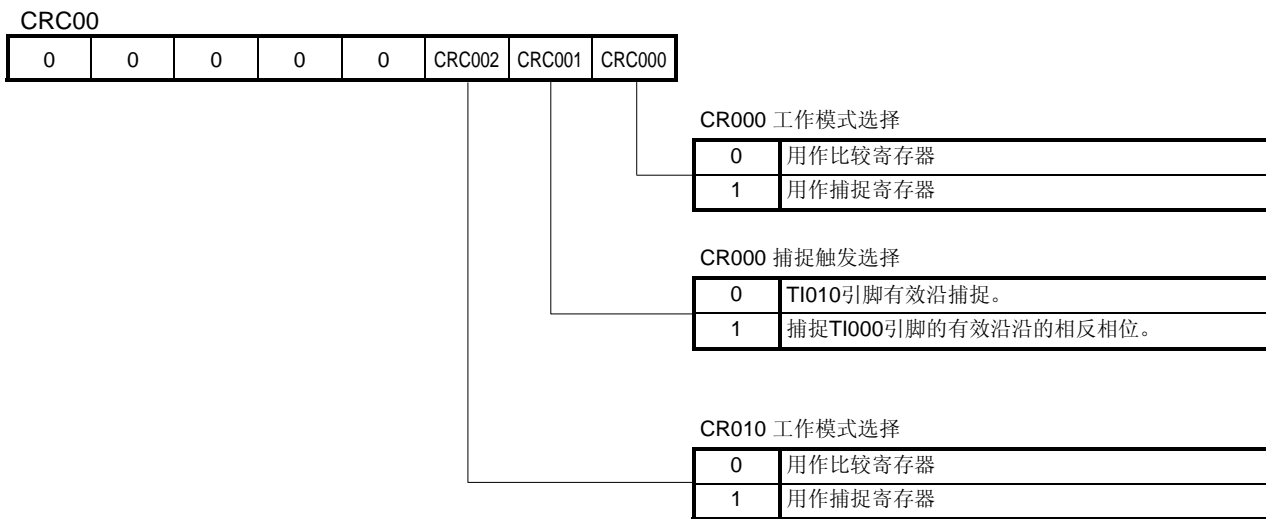 CRC00
0 0 0 0 0 CRC002 CRC001 CRC000
CR000 工作模式选择
0 用作比较寄存器
1 用作捕捉寄存器
CR000 捕捉触发选择
0 TI010引脚有效沿捕捉。
1 捕捉TI000引脚的有效沿沿的相反相位。
CR010 工作模式选择
0 用作比较寄存器
1 用作捕捉寄存器